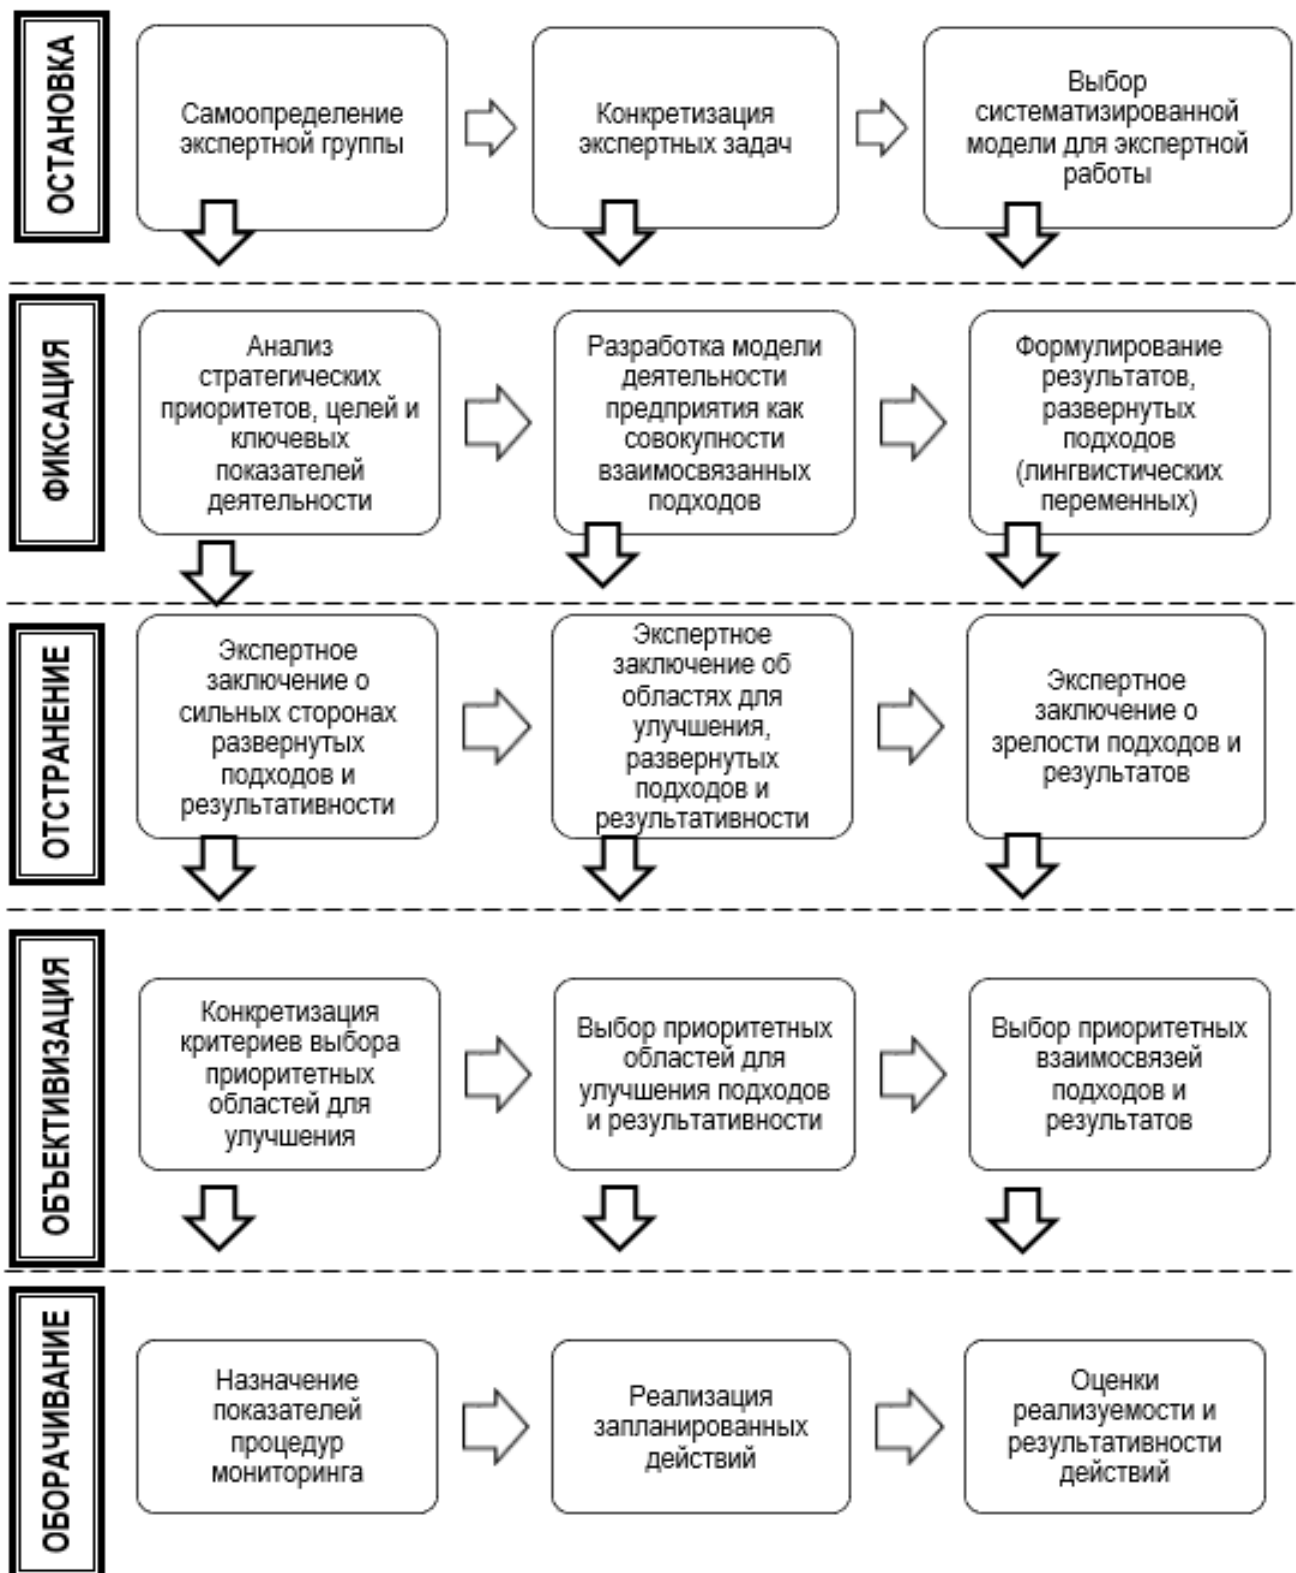 ОСТАНОВКА
Самоопределение
экспертной группы
Конкретизация
экспертных задач
Выбор
систематизированной
модели для экспертной
работы
ФИКСАЦИЯ
Анализ
стратегических
приоритетов, целей и
ключевых
показателей
деятельности
Разработка модели
деятельности
предприятия как
совокупности
взаимосвязанных
подходов
Формулирование
результатов,
развернутых
подходов
(лингвистических
переменных)
ОТСТРАНЕНИЕ
Экспертное
заключение о
сильных сторонах
развернутых
подходов и
результативности
Экспертное
заключение об
областях для
улучшения,
развернутых
подходов и
результативности
Экспертное
заключение о
зрелости подходов и
результатов
ОБЪЕКТИВИЗАЦИЯ
Конкретизация
критериев выбора
приоритетных
областей для
улучшения
Выбор приоритетных
областей для
улучшения подходов
и результативности
Выбор приоритетных
взаимосвязей
подходов и
результатов
ОБОРАЧИВАНИЕ
Назначение
показателей
процедур
мониторинга
Реализация
запланированных
действий
Оценки
реализуемости и
результативности
действий